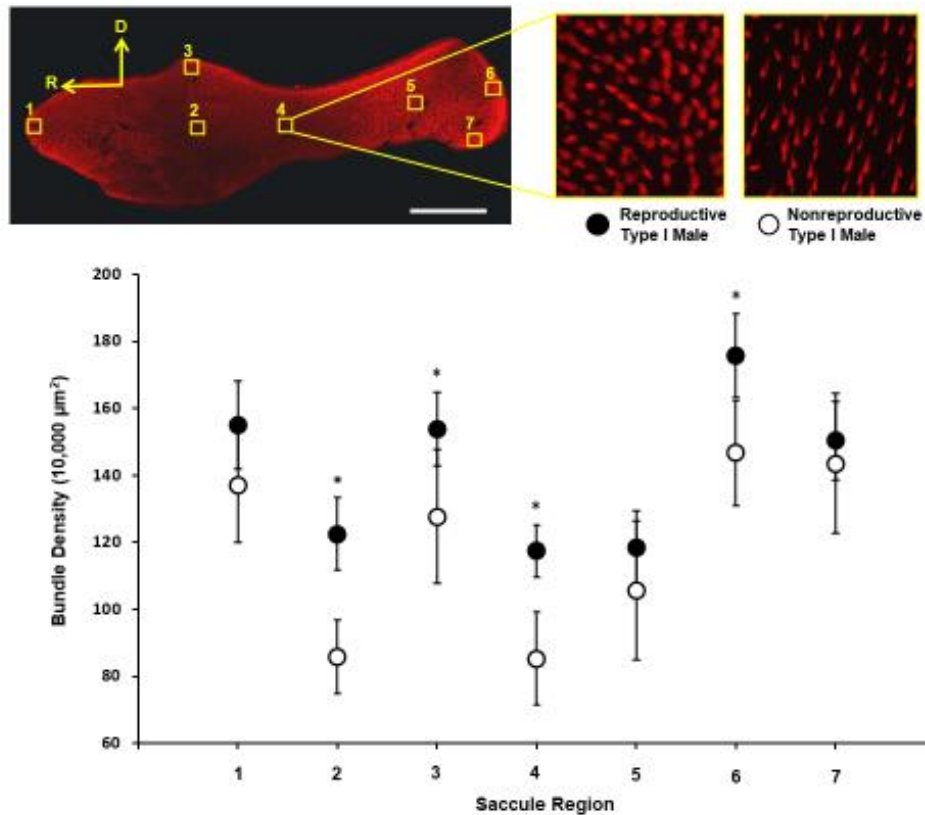 D
R
1
2
3
4
5
6
7
Reproductive
Type I Male
Nonreproductive
Type I Male
Bundle Density (10,000 µm²)
200
180
160
140
120
100
80
60
*
*
*
*
1 2 3 4 5 6 7
Saccule Region